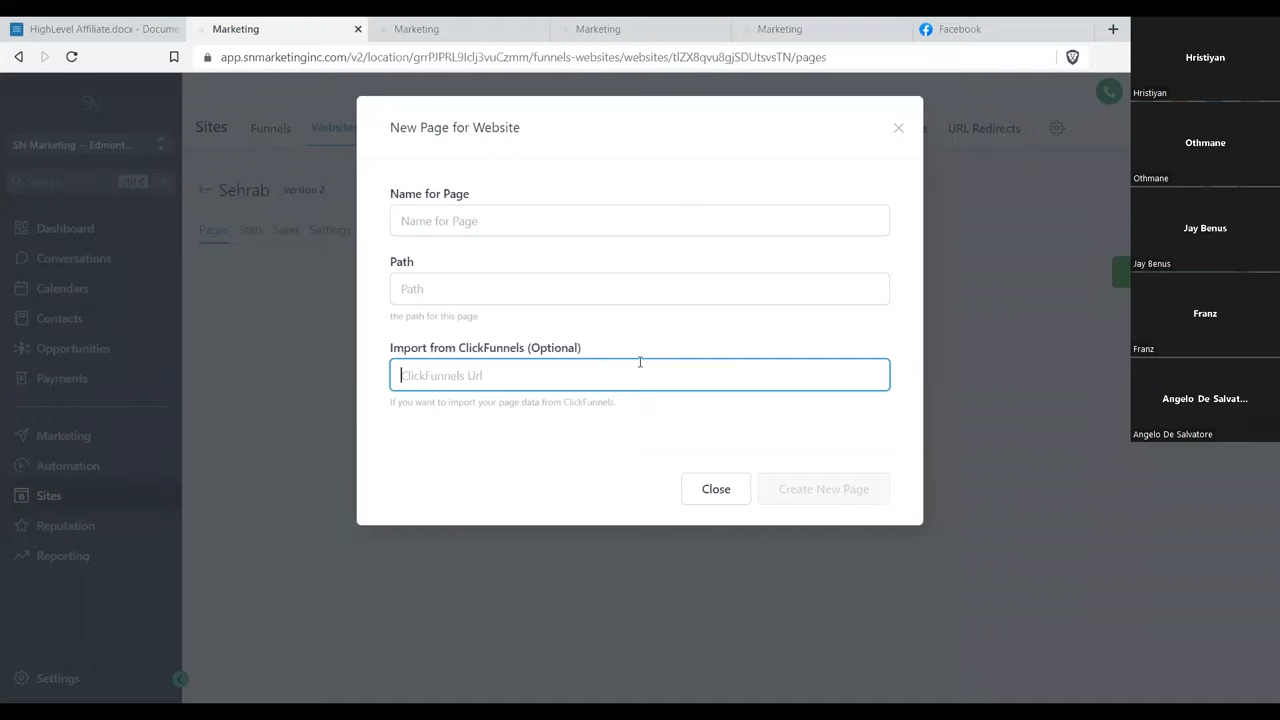 HighLevel Affiliate.docx - Docume
Marketing
Marketing
Marketing
Marketing
Facebook
app.snmarketinginc.com/v2/location/grrPJPRL9Iclj3vuCzmm/funnels-websites/websites/tlZX8qvu8gjSDUtsvsTN/pages
SN
SN Marketing -- Edmont...
Search
ctrl K
Dashboard
Conversations
Calendars
Contacts
Opportunities
Payments
Marketing
Automation
Sites
Reputation
Reporting
Settings
Sites
Funnels
Websites
URL Redirects
Sehrab
version 2
Pages
Stats
Sales
Settings
New Page for Website
Name for Page
Name for Page
Path
Path
the path for this page
Import from ClickFunnels (Optional)
ClickFunnels Url
If you want to import your page data from ClickFunnels.
Close
Create New Page
Hristiyan
Hristiyan
Othmane
Othmane
Jay Benus
Jay Benus
Franz
Franz
Angelo De Salvat...
Angelo De Salvatore